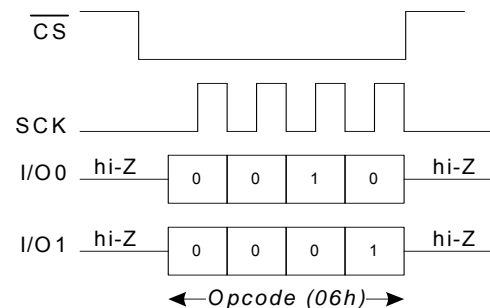 CS
SCK
I/O0 hi-Z 0 0 1 0 hi-Z
I/O1 hi-Z 0 0 0 1 hi-Z
Opcode (06h)